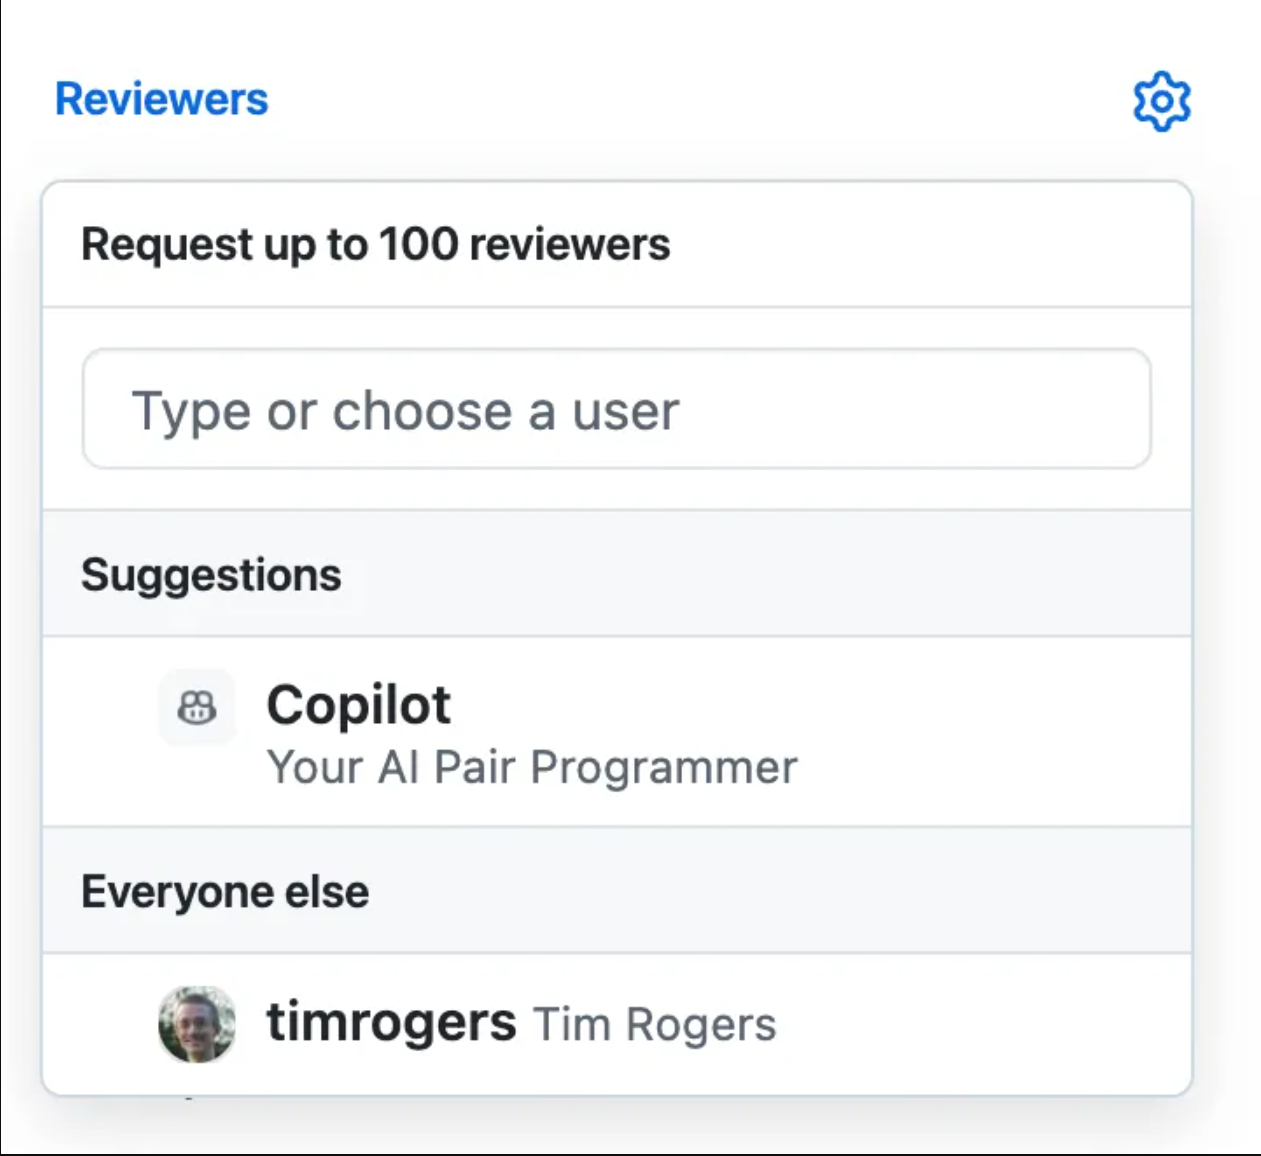 Reviewers
Request up to 100 reviewers
Type or choose a user
Suggestions
Copilot
Your AI Pair Programmer
Everyone else
timrogers Tim Rogers